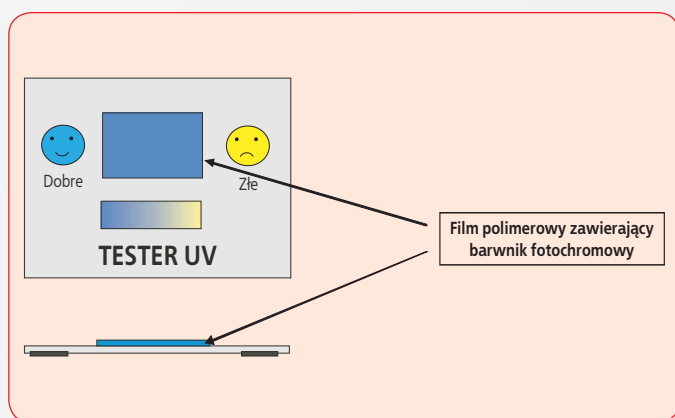 Dobre
Złe
TESTER UV
Film polimerowy zawierający
barwnik fotochromowy